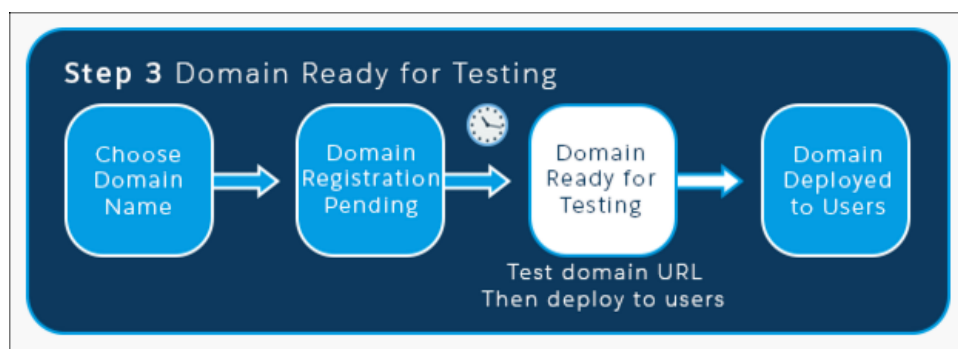 Step 3 Domain Ready for Testing
Choose
Domain
Name
Domain
Registration
Pending
Domain
Ready for
Testing
Domain
Deployed
to Users
Test domain URL
Then deploy to users